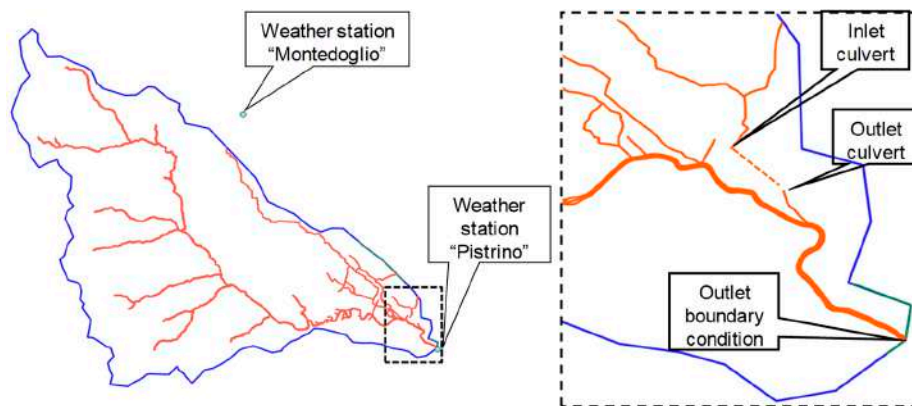 Weather station
“Montedoglio”
Weather
station
“Pistrino”
Inlet
culvert
Outlet
culvert
Outlet
boundary
condition